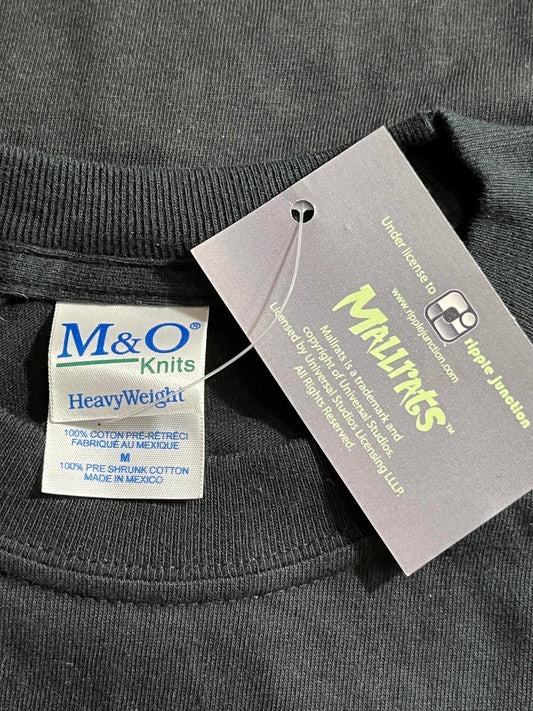 M&O®
Knits
HeavyWeight
100% COTON PRÉ-RÉTRÉCI
FABRIQUÉ AU MEXIQUE
M
100% PRE SHRUNK COTTON
MADE IN MEXICO
Under license to
ripple junction
www.ripplejunction.com
MALLRATS™
Mallrats is a trademark and
copyright of Universal Studios.
Licensed by Universal Studios Licensing LLLP.
All Rights Reserved.